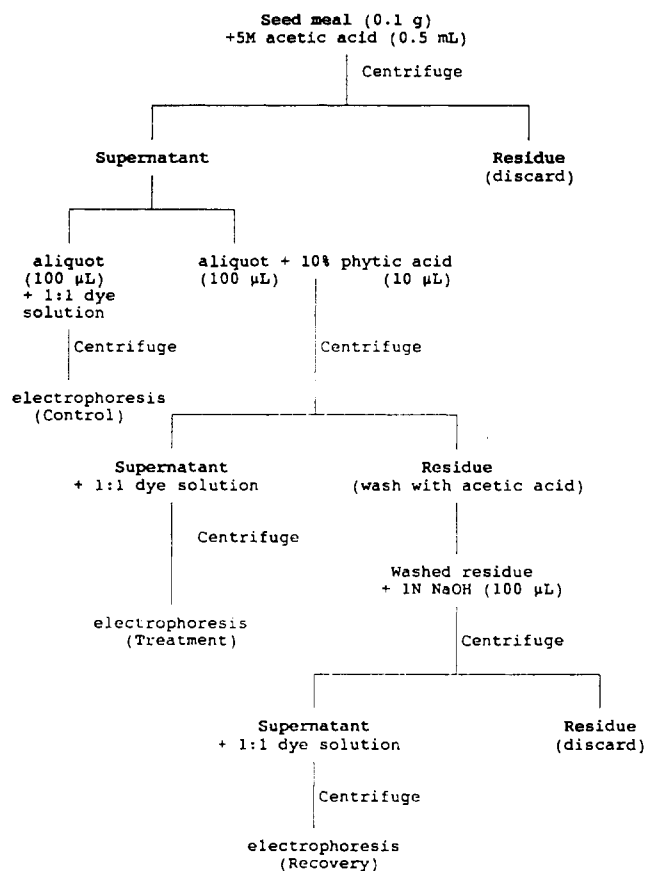 Seed meal (0.1 g)
+5M acetic acid (0.5 mL)
Centrifuge
Supernatant
Residue
(discard)
aliquot
(100 µL)
+ 1:1 dye
solution
aliquot + 10% phytic acid
(100 µL) (10 µL)
Centrifuge
Centrifuge
electrophoresis
(Control)
Supernatant
+ 1:1 dye solution
Residue
(wash with acetic acid)
Centrifuge
Washed residue
+ 1N NaOH (100 µL)
electrophoresis
(Treatment)
Centrifuge
Supernatant
+ 1:1 dye solution
Residue
(discard)
Centrifuge
electrophoresis
(Recovery)